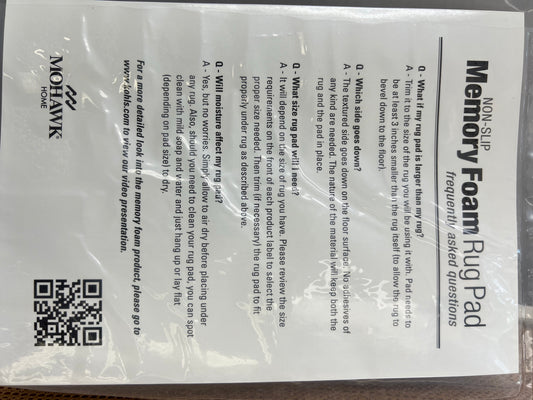 NON-SLIP
Memory Foam Rug Pad
frequently asked questions
Q - What if my rug pad is larger than my rug?
A - Trim it to the size of the rug you will be using it with. Pad needs to
be at least 3 inches smaller than the rug itself (to allow the rug to
bevel down to the floor).
Q - Which side goes down?
A - The textured side goes down on the floor surface. No adhesives of
any kind are needed. The nature of the material will keep both the
rug and the pad in place.
Q - What size rug pad will I need?
A - It will depend on the size of rug you have. Please review the size
requirements on the front of each product label to select the
proper size needed. Then trim (if necessary) the rug pad to fit
properly under rug as described above.
Q - Will moisture affect my rug pad?
A - Yes, but no worries. Simply allow to air dry before placing under
any rug. Also, should you need to clean your rug pad, you can spot
clean with mild soap and water and just hang up or lay flat
(depending on pad size) to dry.
For a more detailed look into the memory foam product, please go to
www.kohls.com to view our video presentation.
MOHAWK
HOME